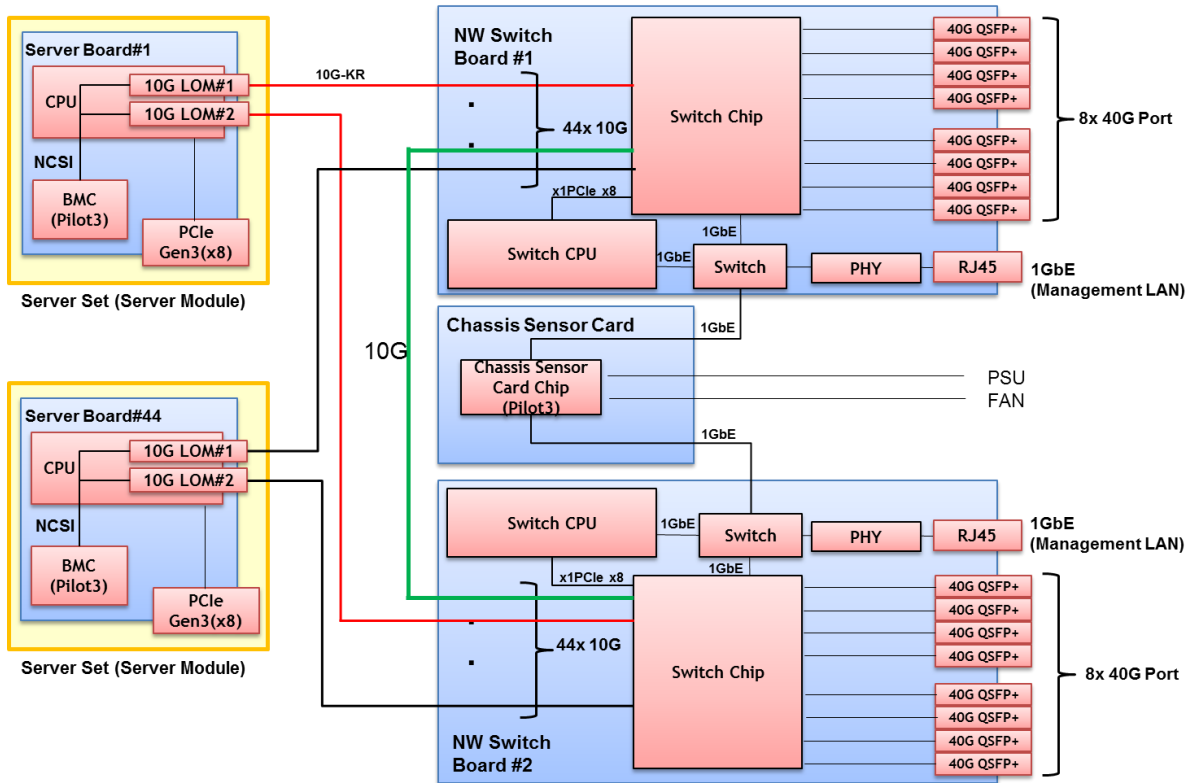 Server Board#1
CPU
10G LOM#1
10G LOM#2
NCSI
BMC
(Pilot3)
PCIe
Gen3(x8)
Server Set (Server Module)
10G-KR
NW Switch
Board #1
44x 10G
Switch Chip
x1PCIe x8
Switch CPU
1GbE
1GbE
Switch
PHY
RJ45
1GbE
(Management LAN)
40G QSFP+
40G QSFP+
40G QSFP+
40G QSFP+
40G QSFP+
40G QSFP+
40G QSFP+
40G QSFP+
8x 40G Port
10G
Chassis Sensor Card
1GbE
Chassis Sensor
Card Chip
(Pilot3)
PSU
FAN
1GbE
Server Board#44
CPU
10G LOM#1
10G LOM#2
NCSI
BMC
(Pilot3)
PCIe
Gen3(x8)
Server Set (Server Module)
Switch CPU
1GbE
Switch
PHY
RJ45
1GbE
(Management LAN)
x1PCIe x8
1GbE
44x 10G
Switch Chip
40G QSFP+
40G QSFP+
40G QSFP+
40G QSFP+
40G QSFP+
40G QSFP+
40G QSFP+
40G QSFP+
8x 40G Port
NW Switch
Board #2